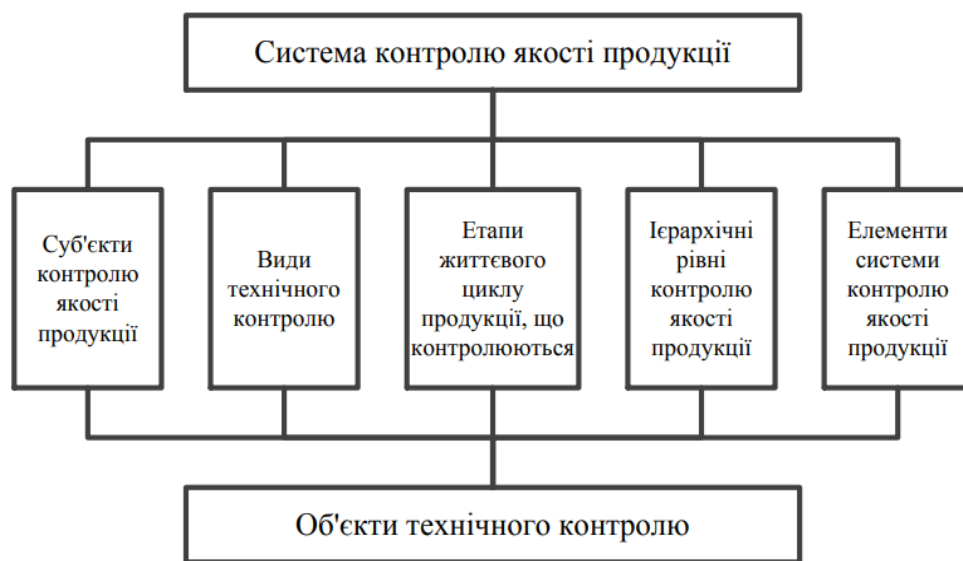 Система контролю якості продукції
Суб'єкти
контролю
якості
продукції
Види
технічного
контролю
Етапи
життєвого
циклу
продукції, що
контролюються
Ієрархічні
рівні
контролю
якості
продукції
Елементи
системи
контролю
якості
продукції
Об'єкти технічного контролю